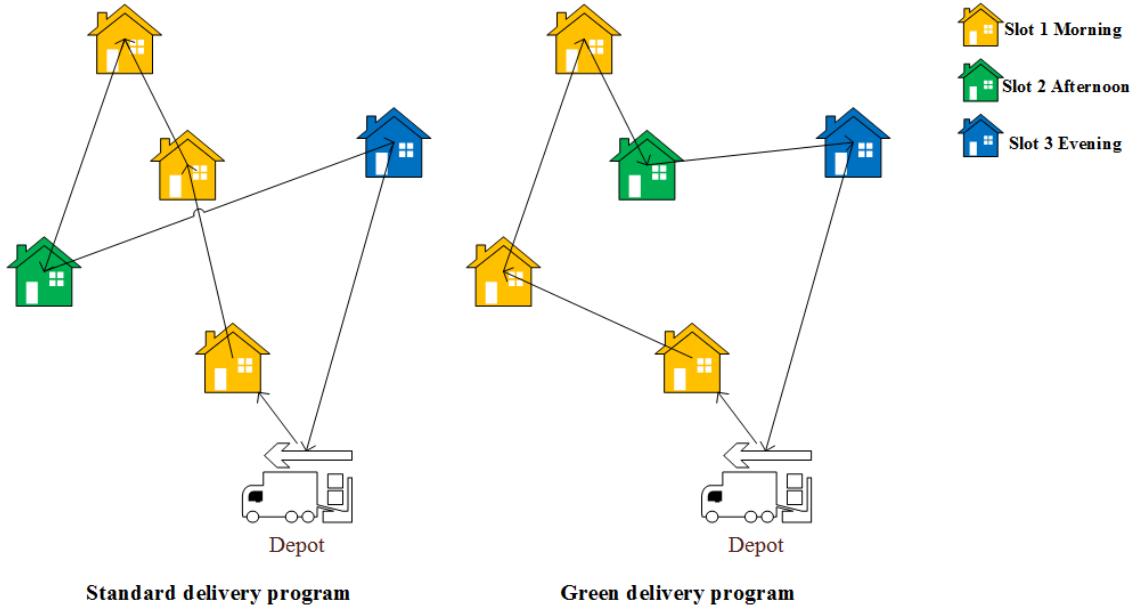 Slot 1 Morning
Slot 2 Afternoon
Slot 3 Evening
Depot
Depot
Standard delivery program
Green delivery program